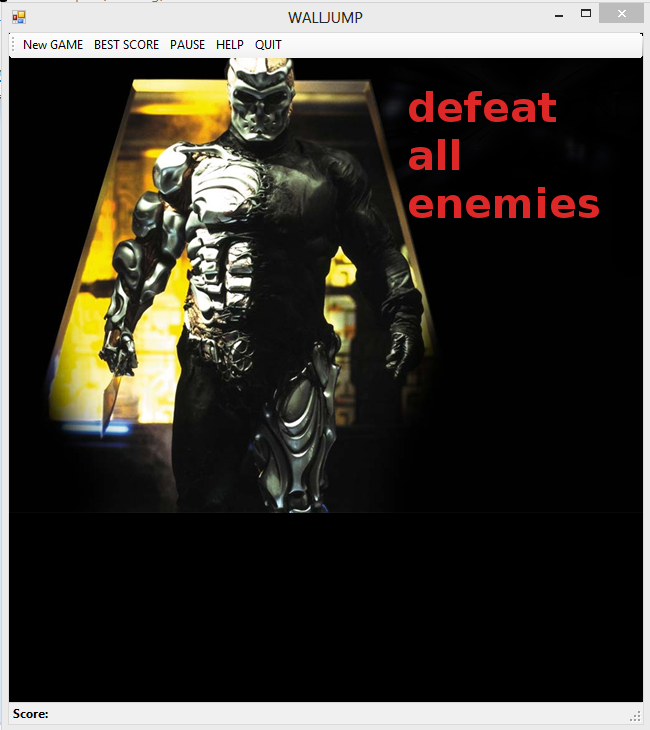 WALLJUMP
New GAME BEST SCORE PAUSE HELP QUIT
defeat
all
enemies
Score: